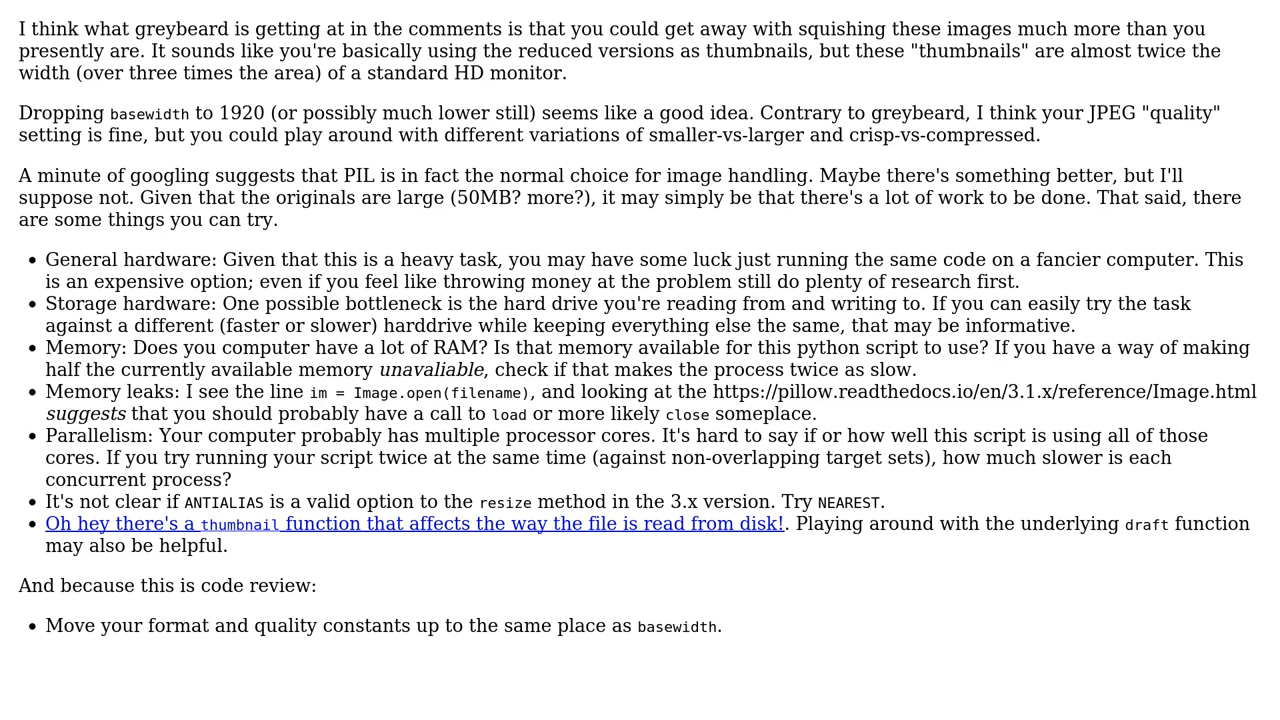 I think what greybeard is getting at in the comments is that you could get away with squishing these images much more than you
presently are. It sounds like you're basically using the reduced versions as thumbnails, but these "thumbnails" are almost twice the
width (over three times the area) of a standard HD monitor.
Dropping basewidth to 1920 (or possibly much lower still) seems like a good idea. Contrary to greybeard, I think your JPEG "quality"
setting is fine, but you could play around with different variations of smaller-vs-larger and crisp-vs-compressed.
A minute of googling suggests that PIL is in fact the normal choice for image handling. Maybe there's something better, but I'll
suppose not. Given that the originals are large (50MB? more?), it may simply be that there's a lot of work to be done. That said, there
are some things you can try.
• General hardware: Given that this is a heavy task, you may have some luck just running the same code on a fancier computer. This
is an expensive option; even if you feel like throwing money at the problem still do plenty of research first.
• Storage hardware: One possible bottleneck is the hard drive you're reading from and writing to. If you can easily try the task
against a different (faster or slower) harddrive while keeping everything else the same, that may be informative.
• Memory: Does you computer have a lot of RAM? Is that memory available for this python script to use? If you have a way of making
half the currently available memory unavailable, check if that makes the process twice as slow.
• Memory leaks: I see the line im = Image.open(filename), and looking at the https://pillow.readthedocs.io/en/3.1.x/reference/Image.html
suggests that you should probably have a call to load or more likely close someplace.
• Parallelism: Your computer probably has multiple processor cores. It's hard to say if or how well this script is using all of those
cores. If you try running your script twice at the same time (against non-overlapping target sets), how much slower is each
concurrent process?
• It's not clear if ANTIALIAS is a valid option to the resize method in the 3.x version. Try NEAREST.
• Oh hey there's a thumbnail function that affects the way the file is read from disk!. Playing around with the underlying draft function
may also be helpful.
And because this is code review:
• Move your format and quality constants up to the same place as basewidth.